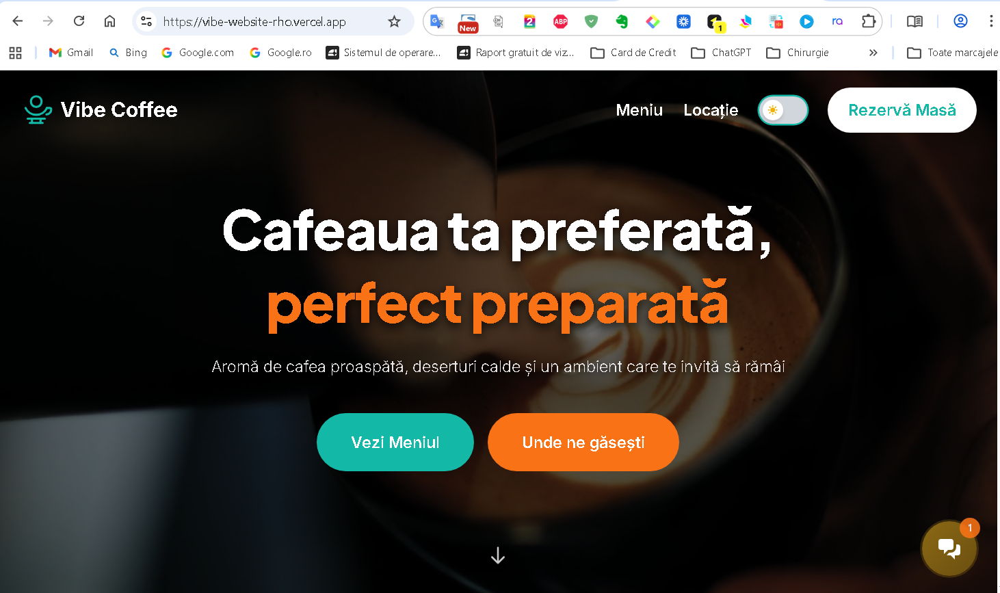 https://vibe-website-rho.vercel.app
New
2
ABP
1
ra
Gmail
Bing
Google.com
Google.ro
Sistemul de operare...
Raport gratuit de viz...
Card de Credit
ChatGPT
Chirurgie
Toate marcajele
Vibe Coffee
Meniu
Locație
Rezervă Masă
Cafeaua ta preferată,
perfect preparată
Aromă de cafea proaspătă, deserturi calde și un ambient care te invită să rămâi
Vezi Meniul
Unde ne găsești
1